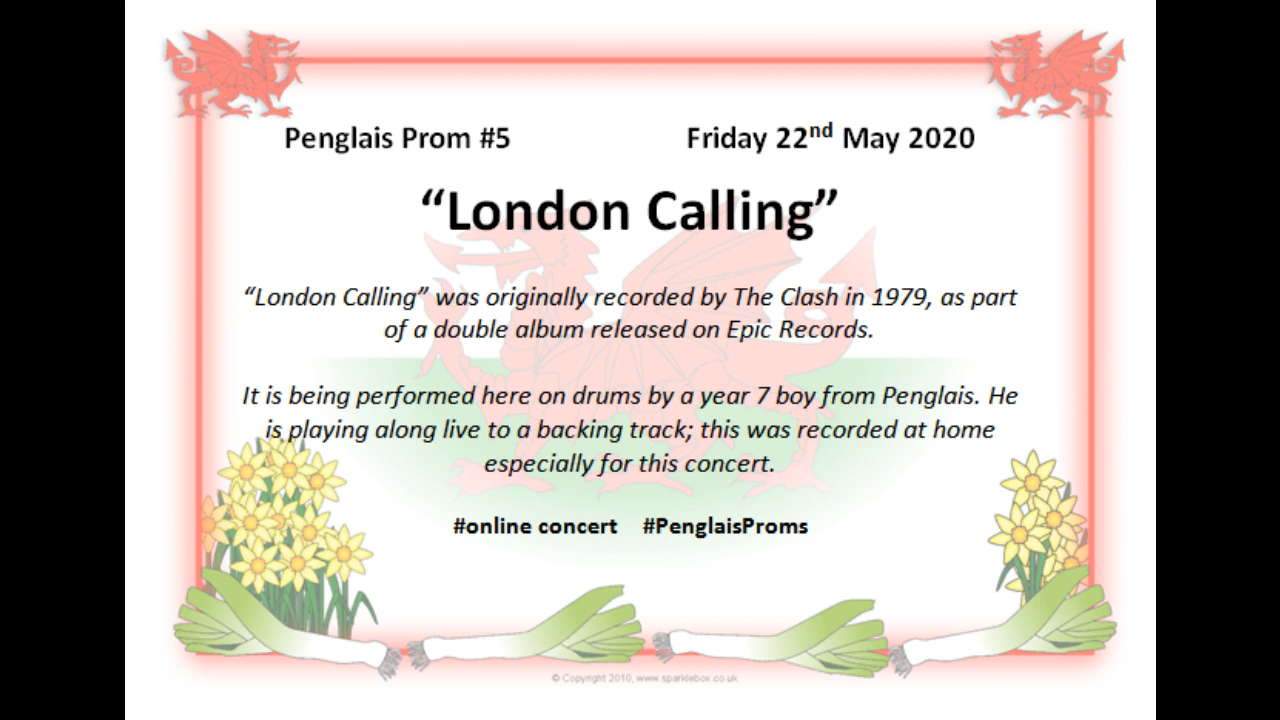 Penglais Prom #5 Friday 22nd May 2020
“London Calling”
“London Calling” was originally recorded by The Clash in 1979, as part
of a double album released on Epic Records.
It is being performed here on drums by a year 7 boy from Penglais. He
is playing along live to a backing track; this was recorded at home
especially for this concert.
#online concert #PenglaisProms
© Copyright 2010, www.sparklebox.co.uk